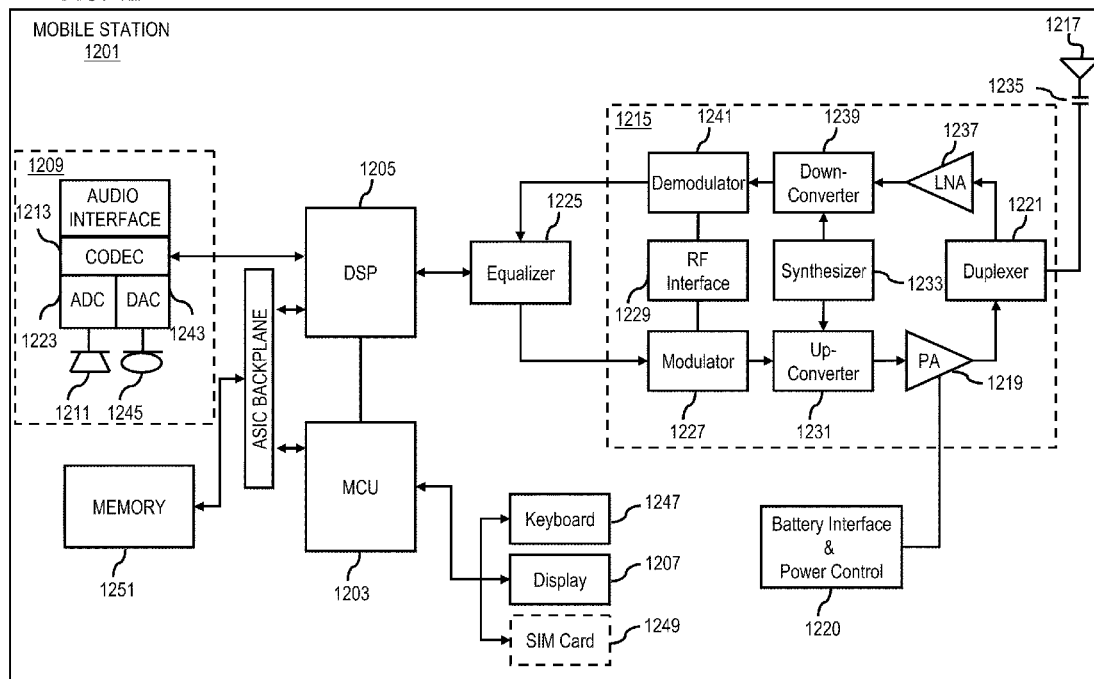 MOBILE STATION
1201
1217
1235
1215
1241
1239
1237
1209
1205
1213
AUDIO
INTERFACE
CODEC
ADC
DAC
1223
1243
1211
1245
DSP
1225
Equalizer
Demodulator
Down-
Converter
LNA
1221
RF
Interface
1229
Synthesizer
1233
Duplexer
Modulator
Up-
Converter
PA
1219
1227
1231
ASIC BACKPLANE
MEMORY
1251
MCU
1203
Keyboard
1247
Display
1207
SIM Card
1249
Battery Interface
&
Power Control
1220